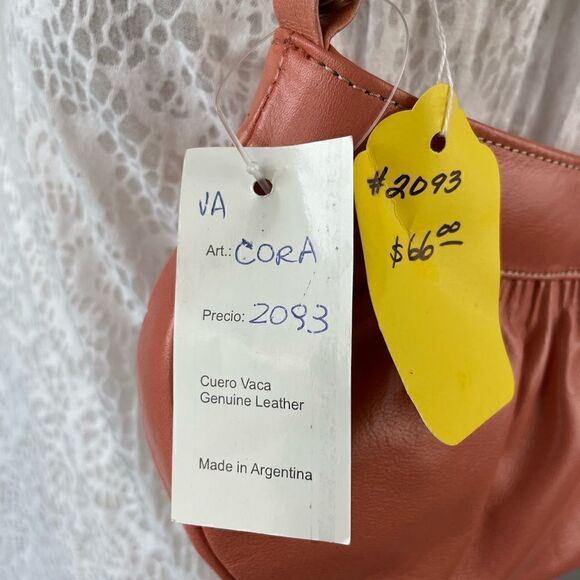 VA
Art.: CORA
Precio: 2093
Cuero Vaca
Genuine Leather
Made in Argentina
#2093
$66.00